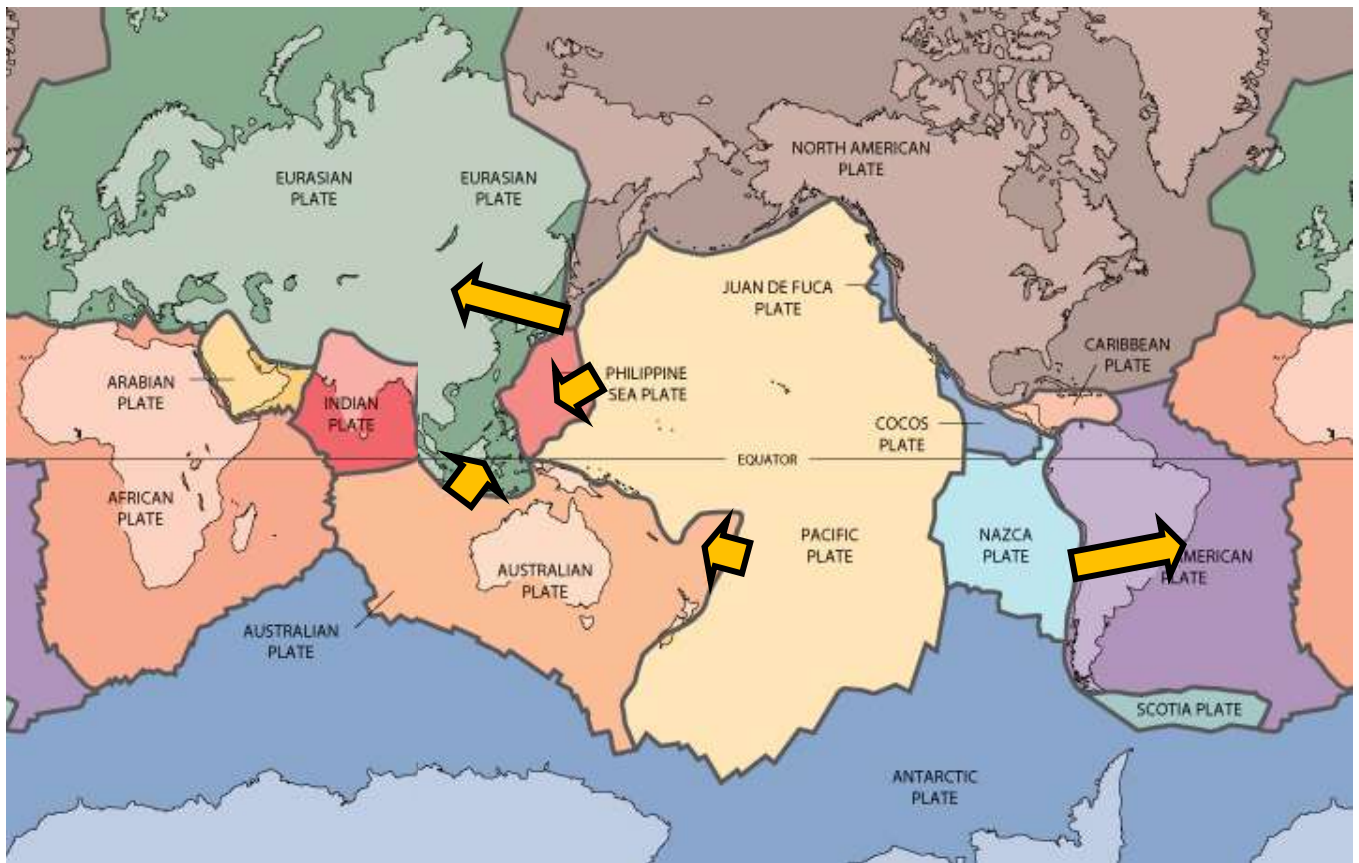 NORTH AMERICAN
PLATE
EURASIAN
PLATE
EURASIAN
PLATE
JUAN DE FUCA
PLATE
CARIBBEAN
PLATE
ARABIAN
PLATE
PHILIPPINE
SEA PLATE
INDIAN
PLATE
COCOS
PLATE
EQUATOR
AFRICAN
PLATE
PACIFIC
PLATE
NAZCA
PLATE
AMERICAN
PLATE
AUSTRALIAN
PLATE
AUSTRALIAN
PLATE
SCOTIA PLATE
ANTARCTIC
PLATE